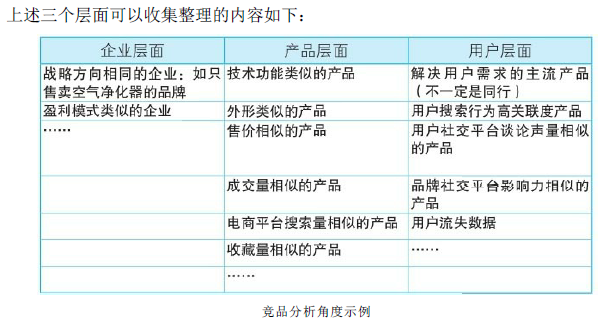 上述三个层面可以收集整理的内容如下：
企业层面 产品层面 用户层面
战略方向相同的企业：如只售卖空气净化器的品牌 技术功能类似的产品 解决用户需求的主流产品（不一定是同行）
盈利模式类似的企业 外形类似的产品 用户搜索行为高关联度产品
…… 售价相似的产品 用户社交平台谈论声量相似的产品
成交量相似的产品 品牌社交平台影响力相似的产品
电商平台搜索量相似的产品 用户流失数据
收藏量相似的产品 ……
……
竞品分析角度示例